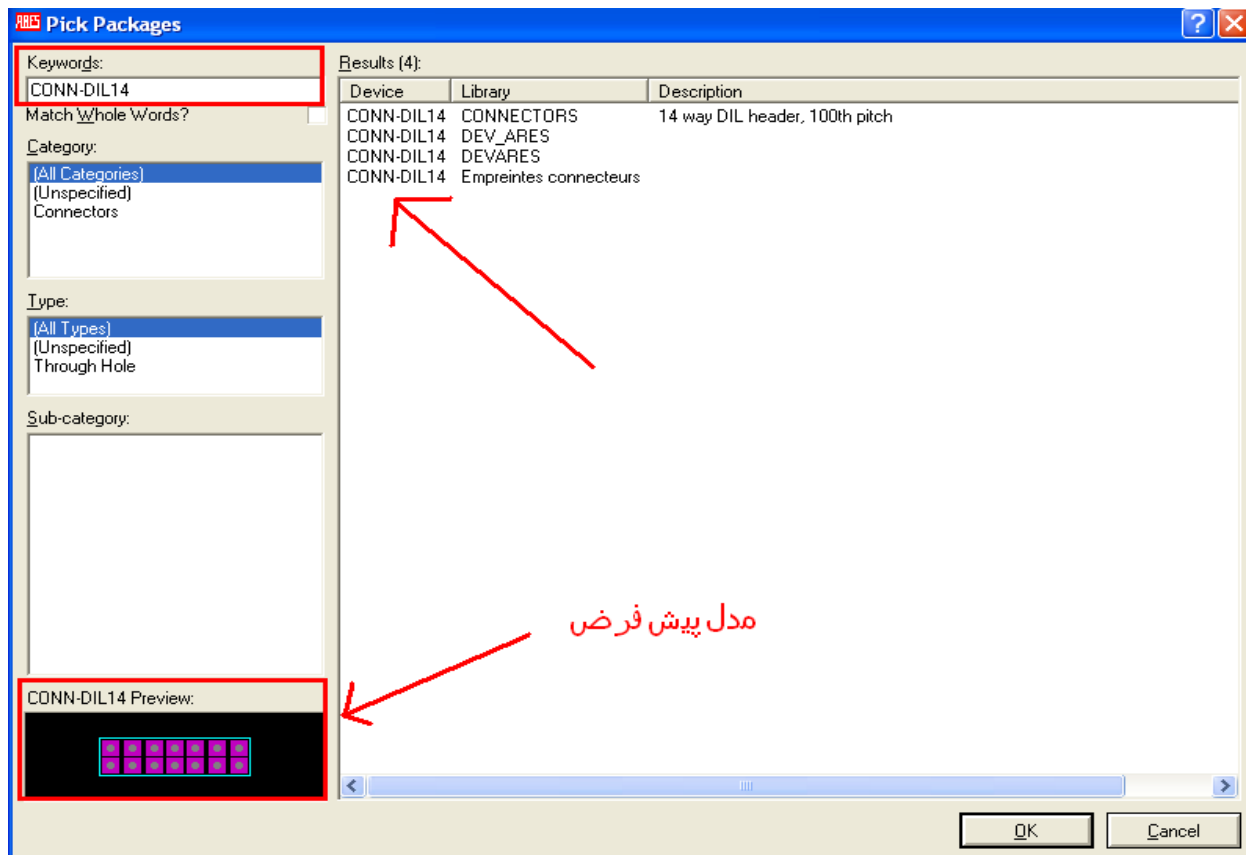 ARES Pick Packages
Keywords:
CONN-DIL14
Match Whole Words?
Category:
(All Categories)
(Unspecified)
Connectors
Type:
(All Types)
(Unspecified)
Through Hole
Sub-category:
CONN-DIL14 Preview:
Results (4):
Device Library Description
CONN-DIL14 CONNECTORS 14 way DIL header, 100th pitch
CONN-DIL14 DEV_ARES
CONN-DIL14 DEVARES
CONN-DIL14 Empreintes connecteurs
مدل پیش فرض
OK Cancel